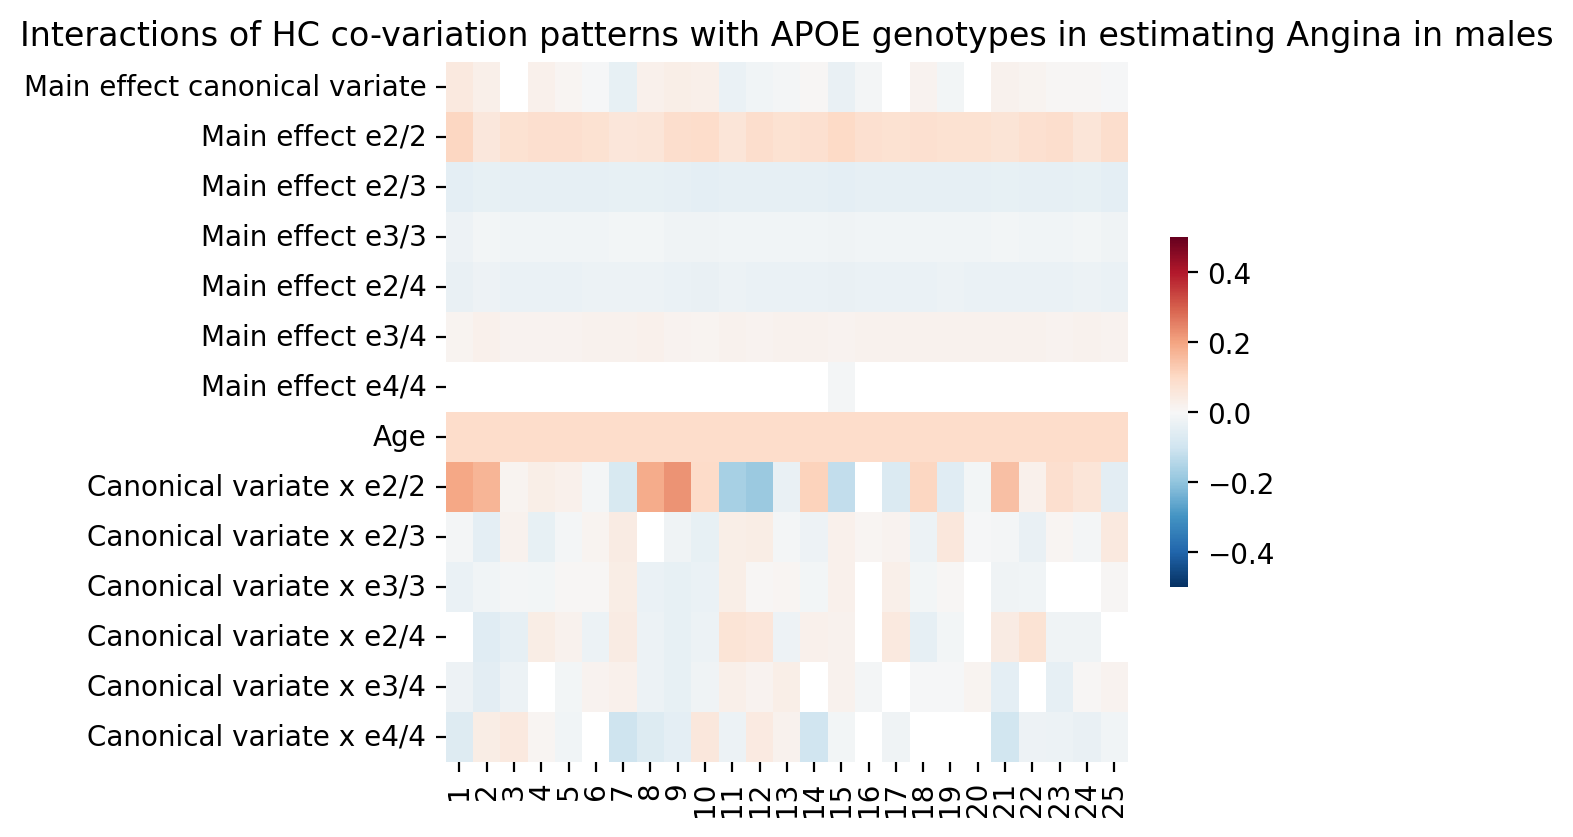 Interactions of HC co-variation patterns with APOE genotypes in estimating Angina in males
Main effect canonical variate
Main effect e2/2
Main effect e2/3
Main effect e3/3
Main effect e2/4
Main effect e3/4
Main effect e4/4
Age
Canonical variate x e2/2
Canonical variate x e2/3
Canonical variate x e3/3
Canonical variate x e2/4
Canonical variate x e3/4
Canonical variate x e4/4
1 2 3 4 5 6 7 8 9 10 11 12 13 14 15 16 17 18 19 20 21 22 23 24 25
0.4
0.2
0.0
−0.2
−0.4